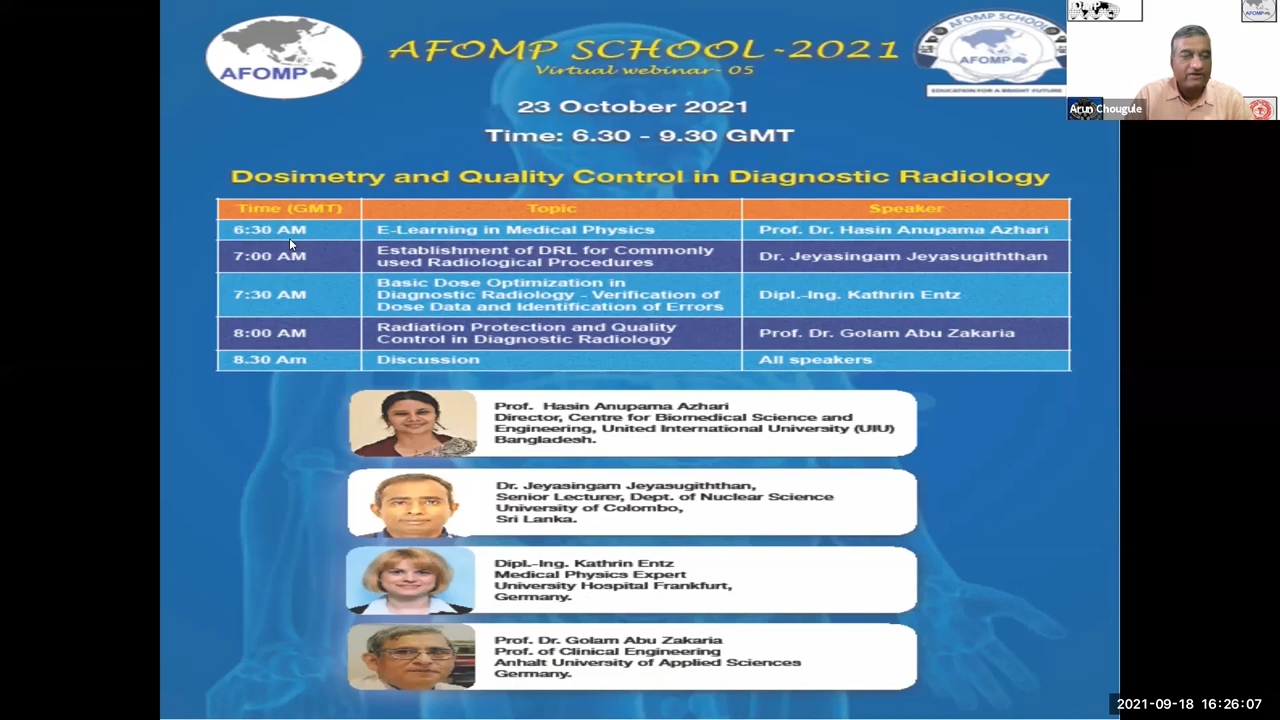 AFOMP
AFOMP SCHOOL-2021
Virtual webinar- 05
AFOMP SCHOOL
AFOMP
EDUCATION FOR A BRIGHT FUTURE
23 October 2021
Time: 6.30 - 9.30 GMT
Dosimetry and Quality Control in Diagnostic Radiology
Time (GMT) Topic Speaker
6:30 AM E-Learning in Medical Physics Prof. Dr. Hasin Anupama Azhari
7:00 AM Establishment of DRL for Commonly
used Radiological Procedures Dr. Jeyasingam Jeyasugiththan
7:30 AM Basic Dose Optimization in
Diagnostic Radiology - Verification of
Dose Data and Identification of Errors Dipl.-Ing. Kathrin Entz
8:00 AM Radiation Protection and Quality
Control in Diagnostic Radiology Prof. Dr. Golam Abu Zakaria
8.30 Am Discussion All speakers
Prof. Hasin Anupama Azhari
Director, Centre for Biomedical Science and
Engineering, United International University (UIU)
Bangladesh.
Dr. Jeyasingam Jeyasugiththan,
Senior Lecturer, Dept. of Nuclear Science
University of Colombo,
Sri Lanka.
Dipl.-Ing. Kathrin Entz
Medical Physics Expert
University Hospital Frankfurt,
Germany.
Prof. Dr. Golam Abu Zakaria
Prof. of Clinical Engineering
Anhalt University of Applied Sciences
Germany.
Arun Chougule
AFOMP
2021-09-18 16:26:07